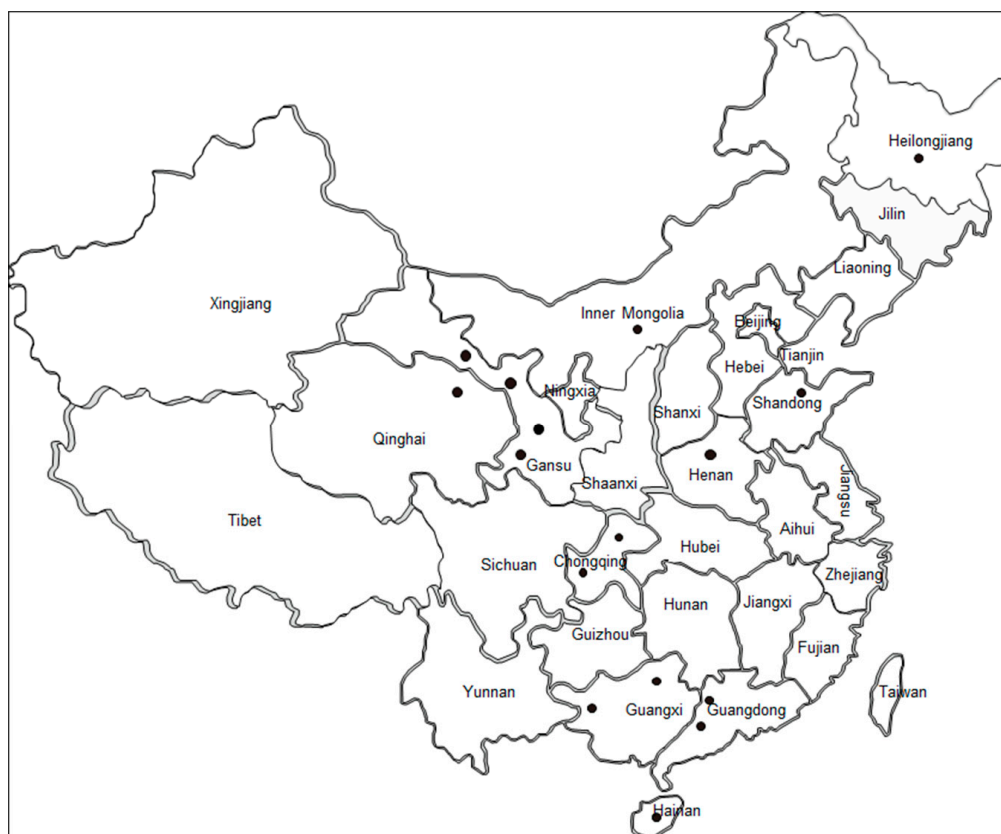 Heilongjiang
Jilin
Liaoning
Xingjiang
Inner Mongolia
Beijing
Tianjin
Hebei
Ningxia
Shandong
Shanxi
Qinghai
Gansu
Henan
Shaanxi
Jiangsu
Tibet
Aihui
Hubei
Sichuan
Chongqing
Zhejiang
Hunan
Jiangxi
Guizhou
Fujian
Yunnan
Guangxi
Guangdong
Taiwan
Hainan